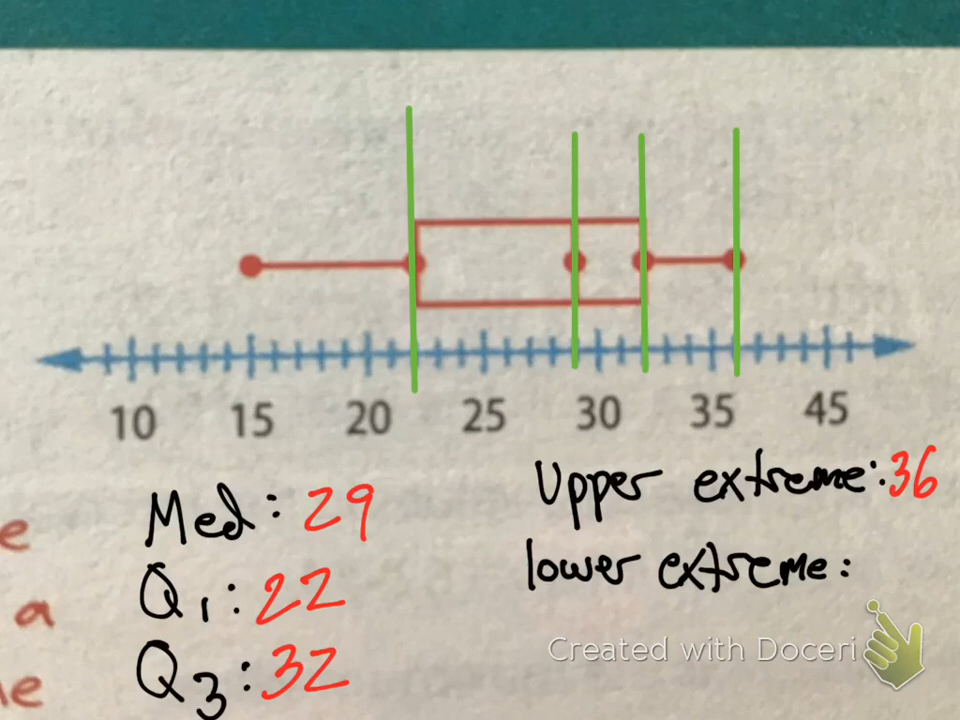 10 15 20 25 30 35 45
Med: 29
Upper extreme: 36
Q1: 22
lower extreme:
Q3: 32
e
a
e
Created with Doceri